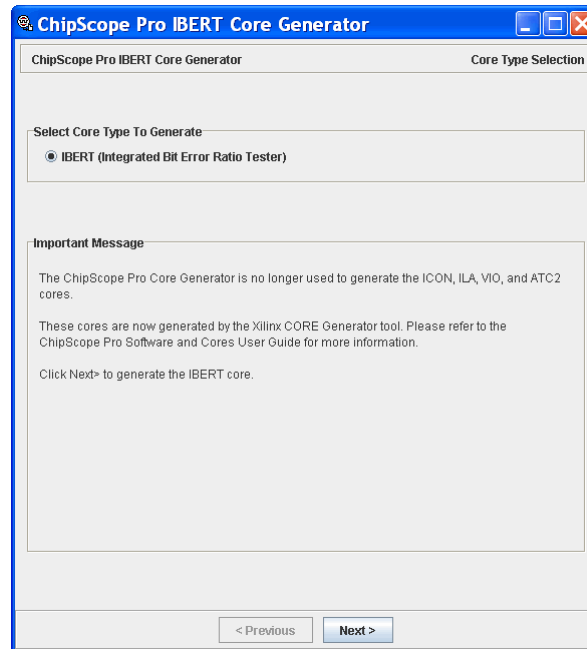 ChipScope Pro IBERT Core Generator
ChipScope Pro IBERT Core Generator Core Type Selection
Select Core Type To Generate
IBERT (Integrated Bit Error Ratio Tester)
Important Message
The ChipScope Pro Core Generator is no longer used to generate the ICON, ILA, VIO, and ATC2
cores.
These cores are now generated by the Xilinx CORE Generator tool. Please refer to the
ChipScope Pro Software and Cores User Guide for more information.
Click Next> to generate the IBERT core.
< Previous Next >